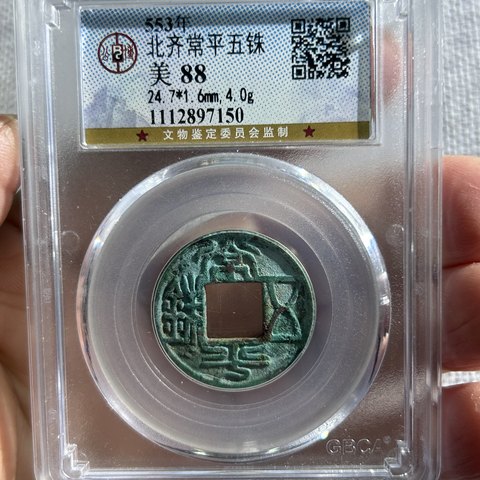 553年
北齐常平五铢
美 88
24.7*1.6mm,4.0g
1112897150
★ 文物鉴定委员会监制 ★
常平五銖
GBCA®